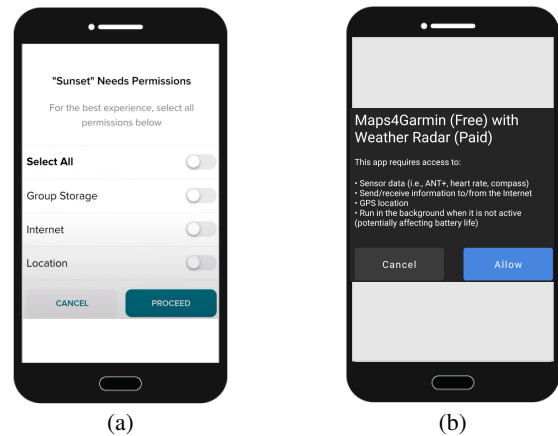 "Sunset" Needs Permissions
For the best experience, select all
permissions below
Select All
Group Storage
Internet
Location
CANCEL PROCEED
(a)
Maps4Garmin (Free) with
Weather Radar (Paid)
This app requires access to:
• Sensor data (i.e., ANT+, heart rate, compass)
• Send/receive information to/from the Internet
• GPS location
• Run in the background when it is not active
(potentially affecting battery life)
Cancel Allow
(b)